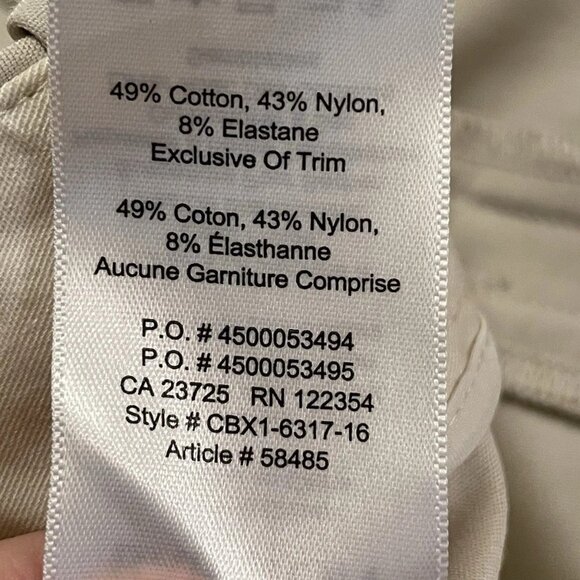 49% Cotton, 43% Nylon,
8% Elastane
Exclusive Of Trim
49% Coton, 43% Nylon,
8% Élasthanne
Aucune Garniture Comprise
P.O. # 4500053494
P.O. # 4500053495
CA 23725 RN 122354
Style # CBX1-6317-16
Article # 58485